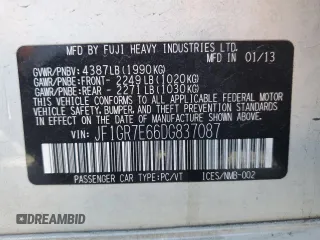 MFD BY FUJI HEAVY INDUSTRIES LTD.
MFD IN 01/13
GVWR/PNBV: 4387LB(1990KG)
GAWR/PNBE:FRONT- 2249LB(1020KG)
GAWR/PNBE:REAR - 2271LB(1030KG)
THIS VEHICLE CONFORMS TO ALL APPLICABLE FEDERAL MOTOR VEHICLE
SAFETY, BUMPER, AND THEFT PREVENTION STANDARDS IN EFFECT
ON THE DATE OF MANUFACTURE SHOWN ABOVE.
JF1GR7E66DG837087
PASSENGER CAR TYPE:PC/VT
ICES/NMB-002
DREAMBID